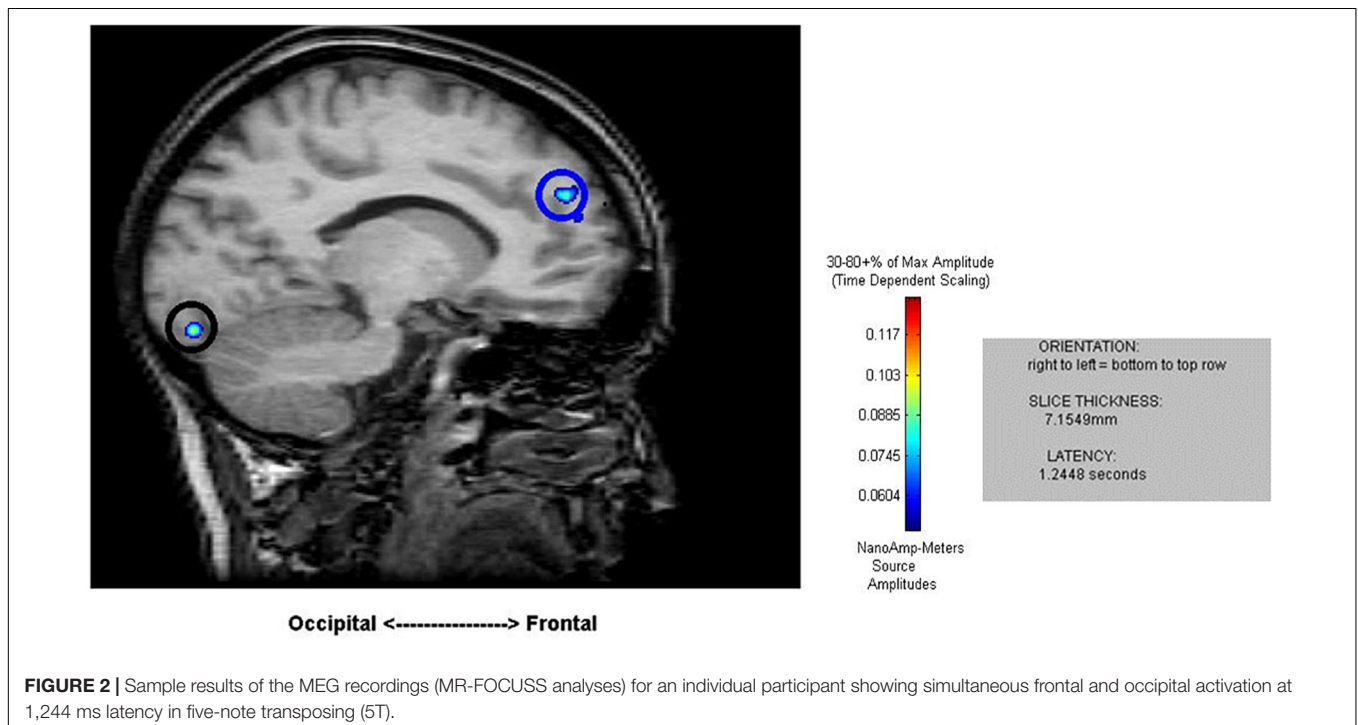 30-80+% of Max Amplitude
(Time Dependent Scaling)
0.117
0.103
0.0885
0.0745
0.0604
NanoAmp-Meters
Source
Amplitudes
ORIENTATION:
right to left = bottom to top row
SLICE THICKNESS:
7.1549mm
LATENCY:
1.2448 seconds
Occipital <----------------> Frontal
FIGURE 2 | Sample results of the MEG recordings (MR-FOCUSS analyses) for an individual participant showing simultaneous frontal and occipital activation at
1,244 ms latency in five-note transposing (5T).